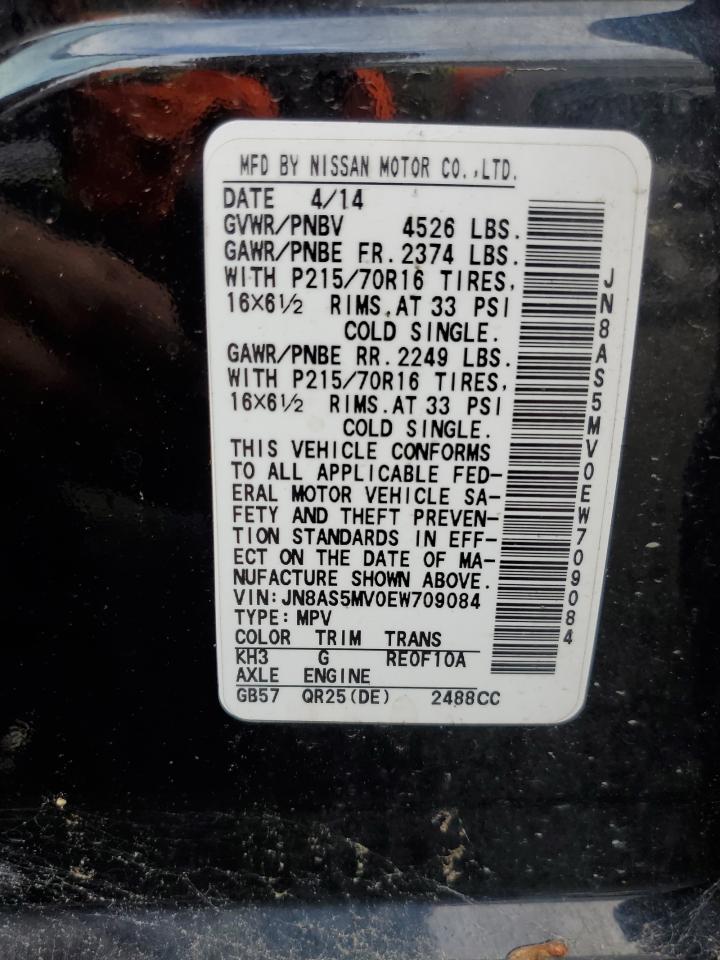 MFD BY NISSAN MOTOR CO.,LTD.
DATE 4/14
GVWR/PNBV 4526 LBS.
GAWR/PNBE FR.2374 LBS.
WITH P215/70R16 TIRES,
16X6½ RIMS.AT 33 PSI
COLD SINGLE.
GAWR/PNBE RR.2249 LBS.
WITH P215/70R16 TIRES,
16X6½ RIMS.AT 33 PSI
COLD SINGLE.
THIS VEHICLE CONFORMS
TO ALL APPLICABLE FED-
ERAL MOTOR VEHICLE SA-
FETY AND THEFT PREVEN-
TION STANDARDS IN EFF-
ECT ON THE DATE OF MA-
NUFACTURE SHOWN ABOVE.
VIN:JN8AS5MV0EW709084
TYPE:MPV
COLOR TRIM TRANS
KH3 G RE0F10A
AXLE ENGINE
GB57 QR25(DE) 2488CC
JN8AS5MV0EW709084